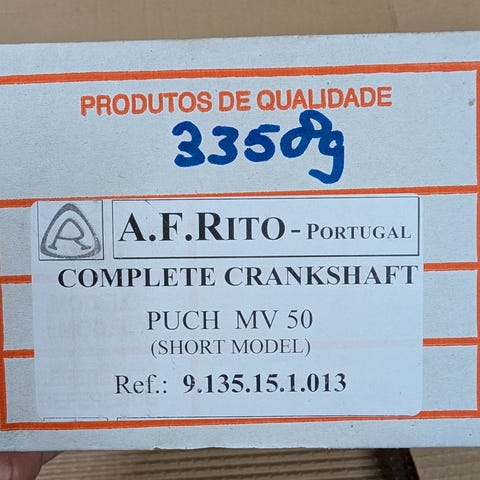 PRODUTOS DE QUALIDADE
3350g
R
A.F.RITO - PORTUGAL
COMPLETE CRANKSHAFT
PUCH MV 50
(SHORT MODEL)
Ref.: 9.135.15.1.013